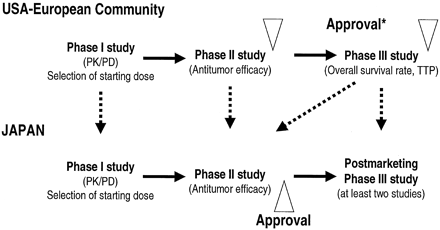 USA-European Community
Approval*
Phase I study
(PK/PD)
Selection of starting dose
Phase II study
(Antitumor efficacy)
Phase III study
(Overall survival rate, TTP)
JAPAN
Phase I study
(PK/PD)
Selection of starting dose
Phase II study
(Antitumor efficacy)
Postmarketing
Phase III study
(at least two studies)
Approval